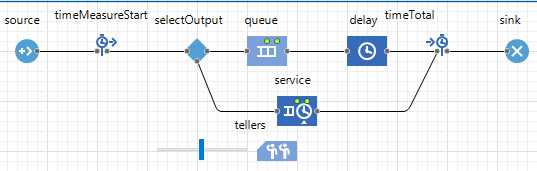 source
timeMeasureStart
selectOutput
queue
delay
timeTotal
sink
service
tellers